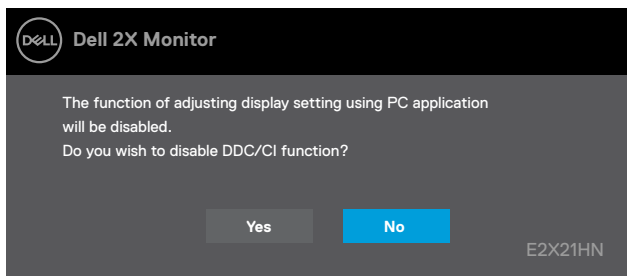 DELL Dell 2X Monitor
The function of adjusting display setting using PC application
will be disabled.
Do you wish to disable DDC/CI function?
Yes No
E2X21HN